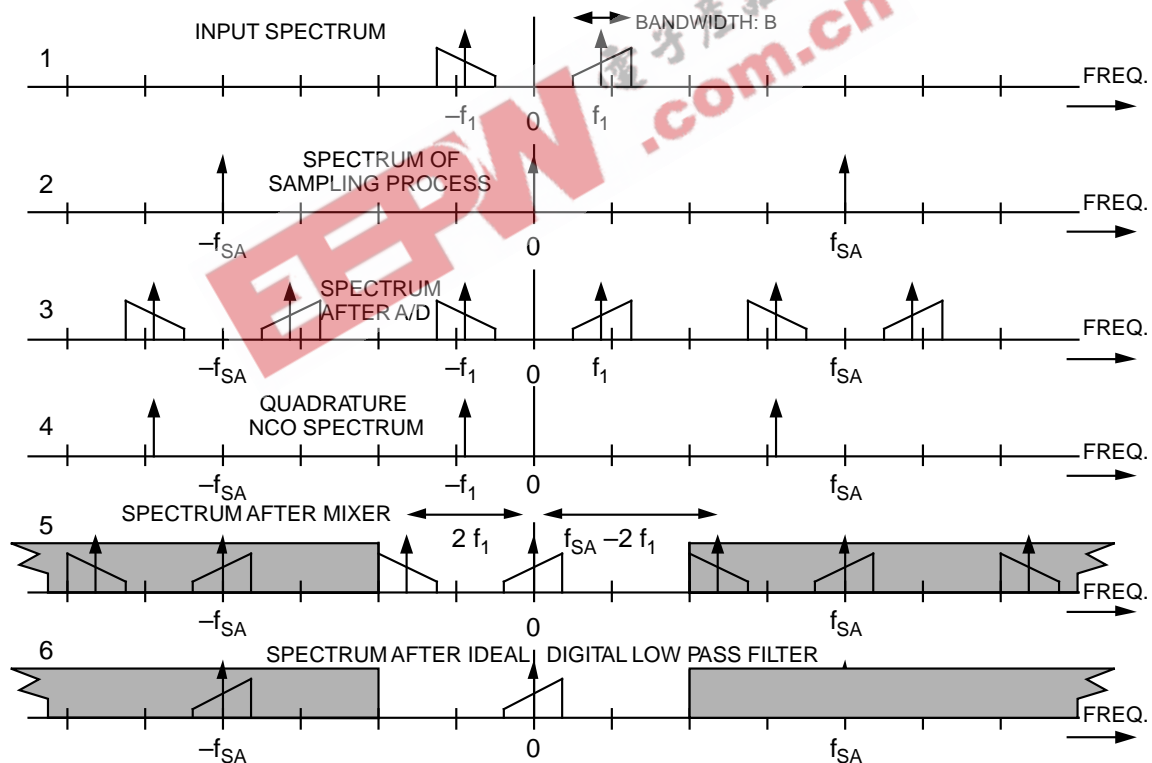 INPUT SPECTRUM
BANDWIDTH: B
1
FREQ.
–f1
0
f1
.com.cn
EEPW
2
SPECTRUM OF
SAMPLING PROCESS
FREQ.
–fSA
0
fSA
3
SPECTRUM
AFTER A/D
FREQ.
–fSA
–f1
0
f1
fSA
4
QUADRATURE
NCO SPECTRUM
FREQ.
–fSA
–f1
0
fSA
5
SPECTRUM AFTER MIXER
2 f1
fSA –2 f1
FREQ.
–fSA
0
fSA
6
SPECTRUM AFTER IDEAL DIGITAL LOW PASS FILTER
FREQ.
–fSA
0
fSA